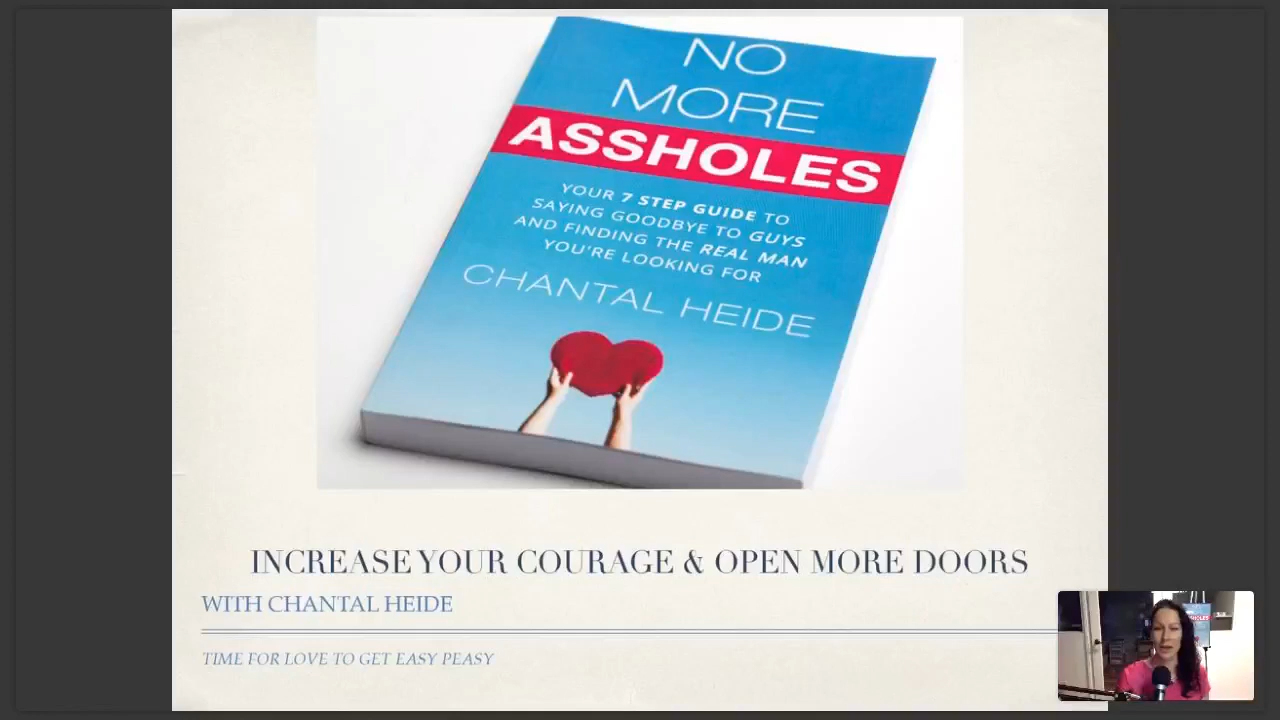 NO
MORE
ASSHOLES
YOUR 7 STEP GUIDE TO
SAYING GOODBYE TO GUYS
AND FINDING THE REAL MAN
YOU'RE LOOKING FOR
CHANTAL HEIDE
INCREASE YOUR COURAGE & OPEN MORE DOORS
WITH CHANTAL HEIDE
TIME FOR LOVE TO GET EASY PEASY